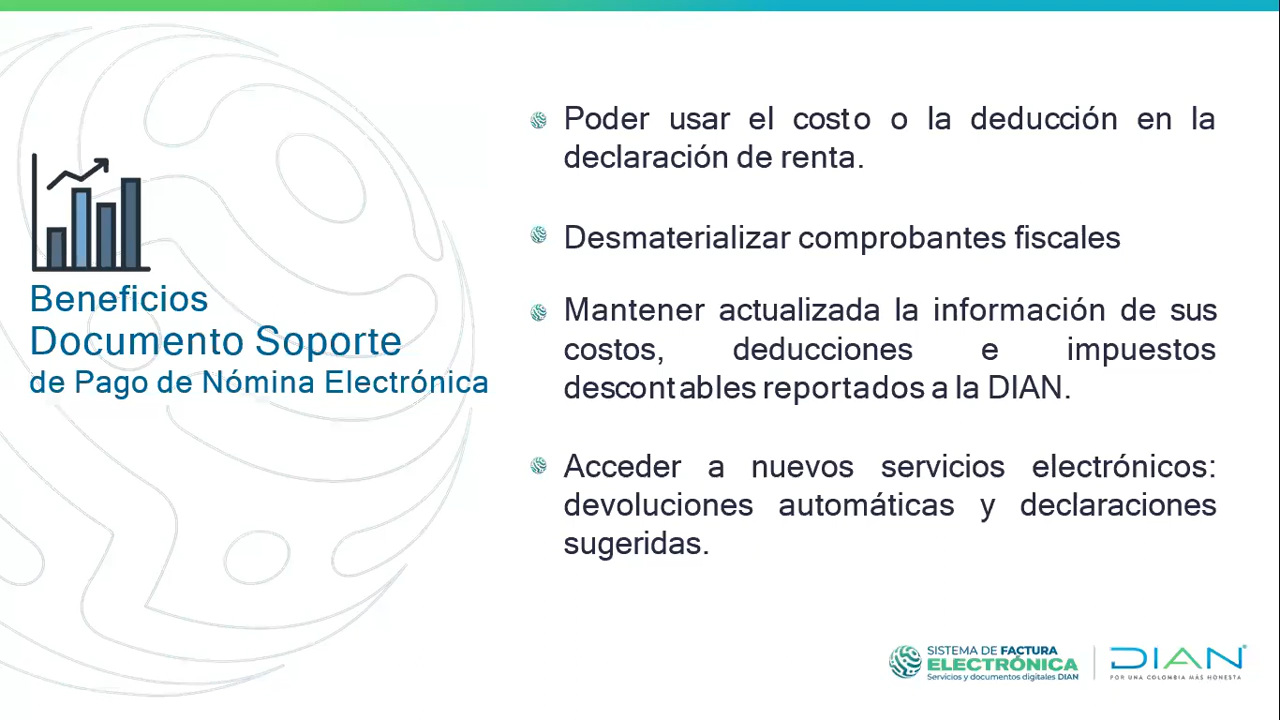 Beneficios
Documento Soporte
de Pago de Nómina Electrónica
Poder usar el costo o la deducción en la
declaración de renta.
Desmaterializar comprobantes fiscales
Mantener actualizada la información de sus
costos, deducciones e impuestos
descontables reportados a la DIAN.
Acceder a nuevos servicios electrónicos:
devoluciones automáticas y declaraciones
sugeridas.
SISTEMA DE FACTURA
ELECTRÓNICA
Servicios y documentos digitales DIAN
DIAN
POR UNA COLOMBIA MÁS HONESTA